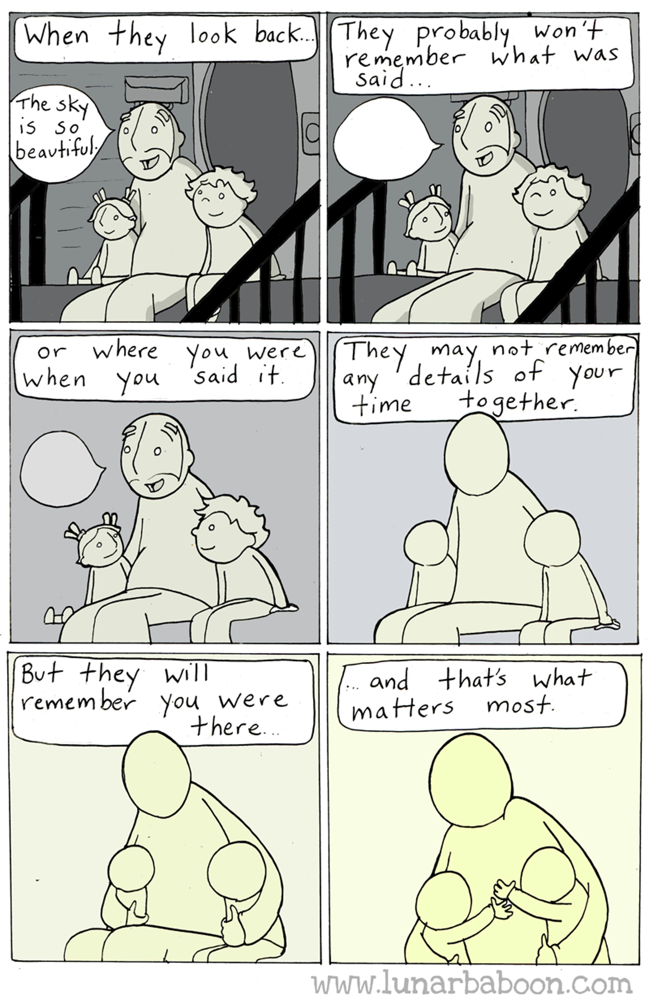 When they look back...
The sky
is so
beautiful.
They probably won't
remember what was
said...
or where you were
when you said it.
They may not remember
any details of your
time together.
But they will
remember you were
there...
... and that's what
matters most.
www.lunarbaboon.com